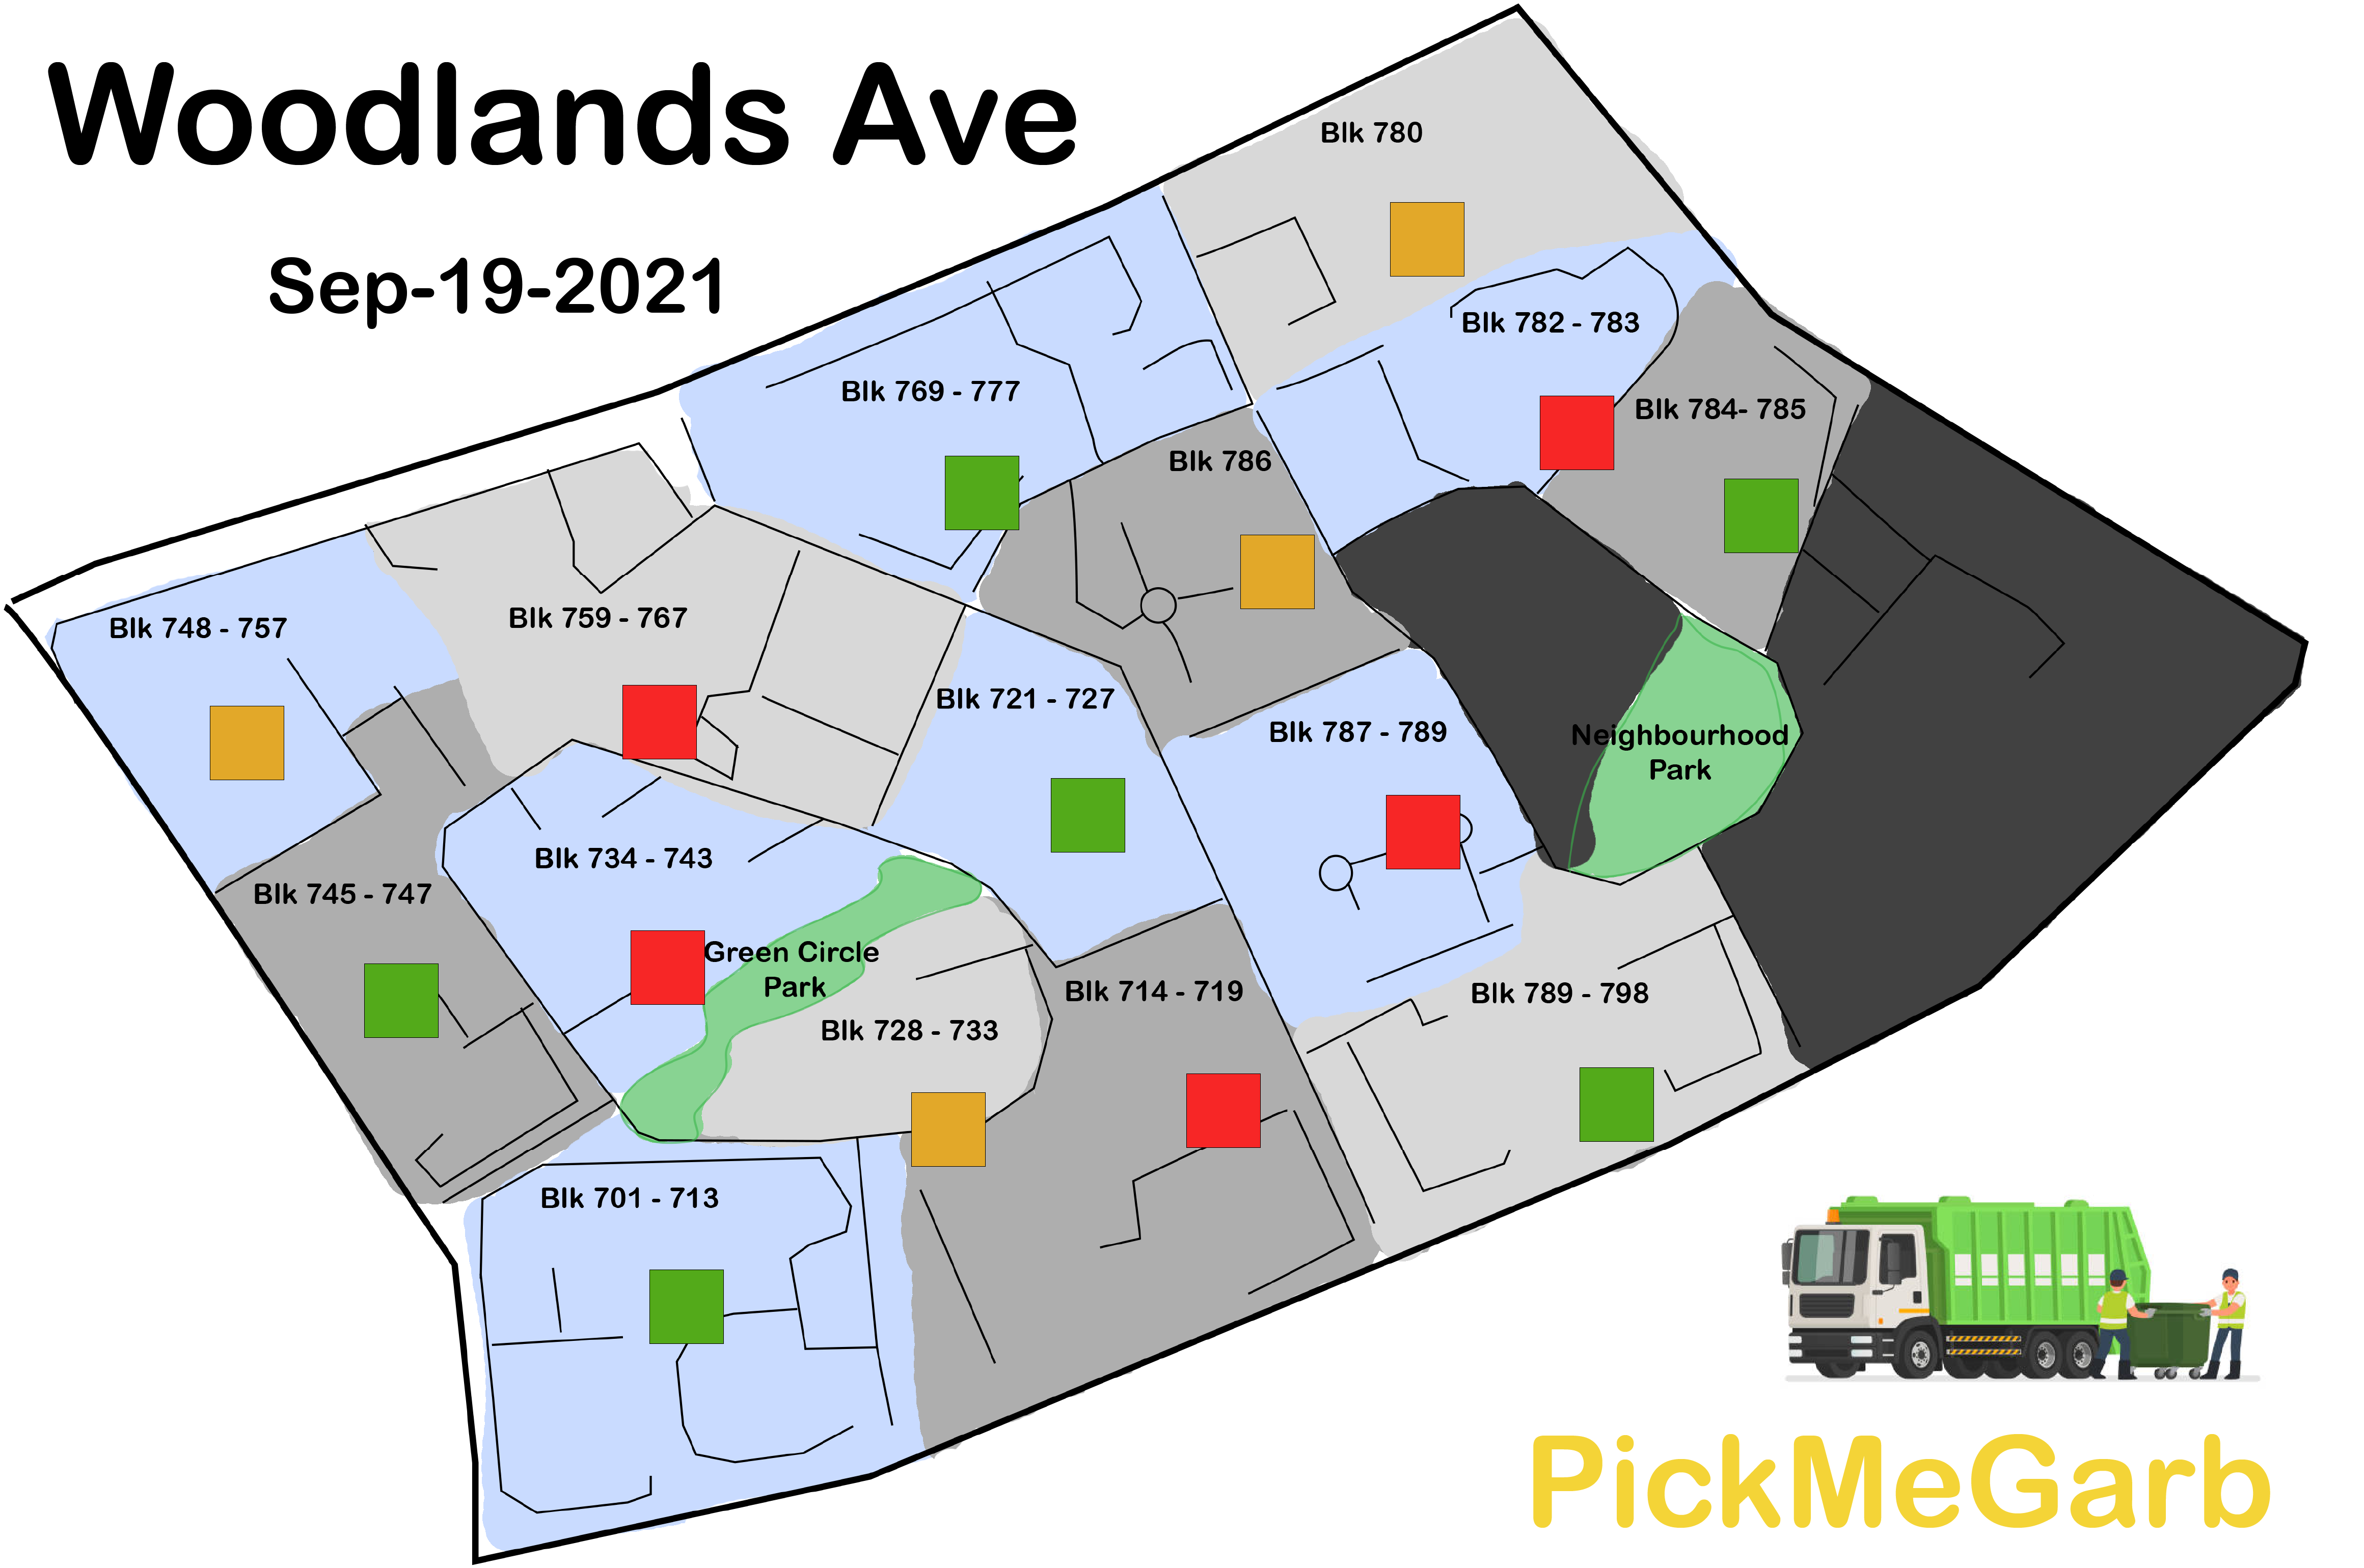 Woodlands Ave
Sep-19-2021
Blk 780
Blk 782 - 783
Blk 769 - 777
Blk 784- 785
Blk 786
Blk 748 - 757
Blk 759 - 767
Blk 721 - 727
Blk 787 - 789
Neighbourhood
Park
Blk 734 - 743
Blk 745 - 747
Green Circle
Park
Blk 714 - 719
Blk 789 - 798
Blk 728 - 733
Blk 701 - 713
PickMeGarb